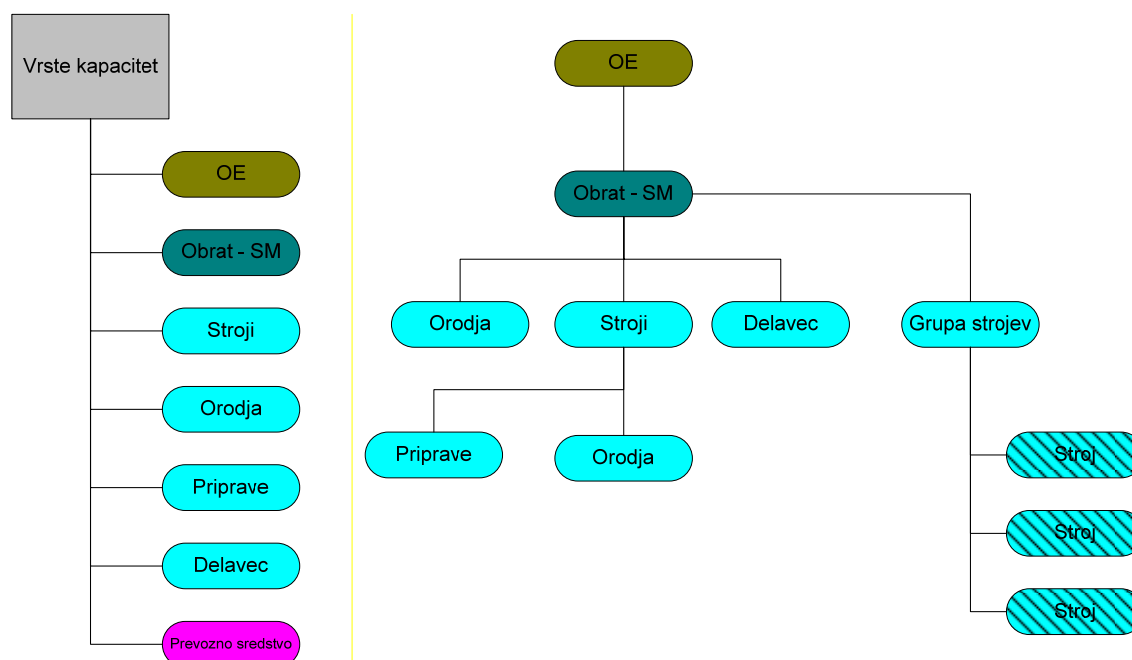 Vrste kapacitet
OE
Obrat - SM
Stroji
Orodja
Priprave
Delavec
Prevozno sredstvo
OE
Obrat - SM
Orodja
Stroji
Delavec
Grupa strojev
Priprave
Orodja
Stroj
Stroj
Stroj